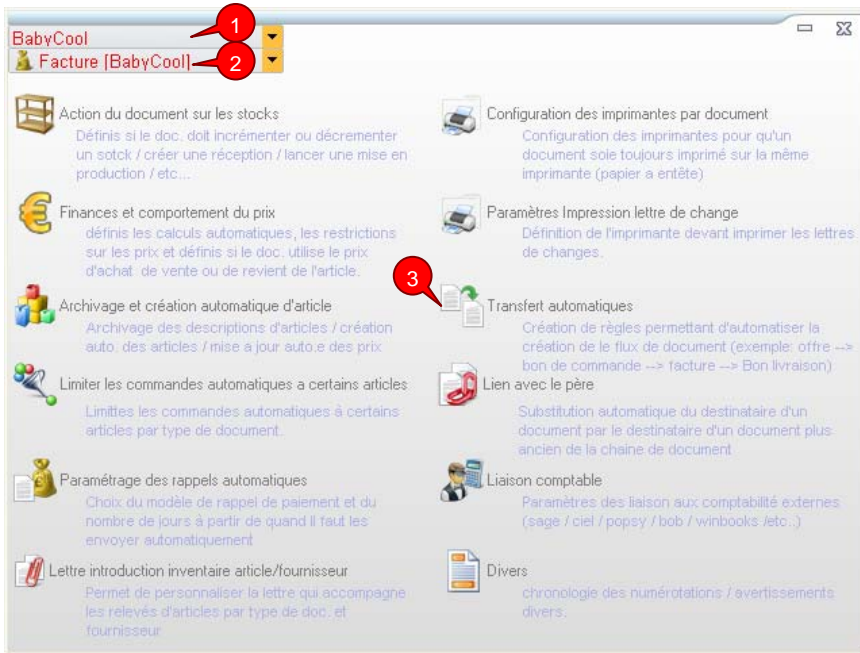 BabyCool
1
Facture [BabyCool]
2
Action du document sur les stocks
Définis si le doc. doit incrémenter ou décrementer
un sotck / créer une réception / lancer une mise en
production / etc...
Finances et comportement du prix
définis les calculs automatiques, les restrictions
sur les prix et définis si le doc. utilise le prix
d'achat de vente ou de revient de l'article.
Archivage et création automatique d'article
Archivage des descriptions d'articles / création
auto. des articles / mise a jour auto.e des prix
Limiter les commandes automatiques a certains articles
Limittes les commandes automatiques à certains
articles par type de document.
Paramétrage des rappels automatiques
Choix du modèle de rappel de paiement et du
nombre de jours à partir de quand Il faut les
envoyer automatiquement
Lettre introduction inventaire article/fournisseur
Permet de personnaliser la lettre qui accompagne
les relevés d'articles par type de doc. et
fournisseur
Configuration des imprimantes par document
Configuration des imprimantes pour qu'un
document soie toujours imprimé sur la même
imprimante (papier a entête)
Paramètres Impression lettre de change
Définition de l'imprimante devant imprimer les lettres
de changes.
3
Transfert automatiques
Création de règles permettant d'automatiser la
création de le flux de document (exemple: offre -->
bon de commande --> facture --> Bon livraison)
Lien avec le père
Substitution automatique du destinataire d'un
document par le destinataire d'un document plus
ancien de la chaine de document
Liaison comptable
Paramètres des liaison aux comptabilité externes
(sage / ciel / popsy / bob / winbooks /etc..)
Divers
chronologie des numérotations / avertissements
divers.